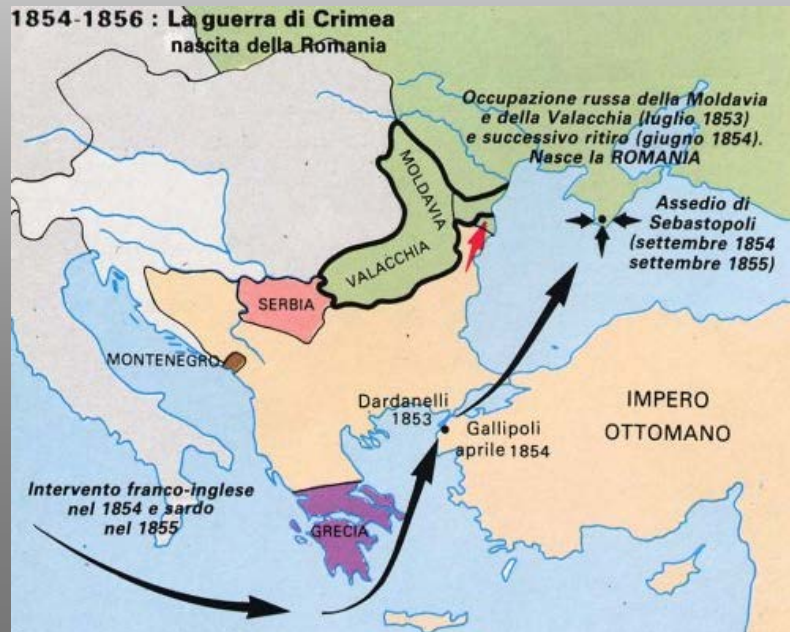 1854-1856 : La guerra di Crimea
nascita della Romania
Occupazione russa della Moldavia
e della Valacchia (luglio 1853)
e successivo ritiro (giugno 1854).
Nasce la ROMANIA
Assedio di
Sebastopoli
(settembre 1854
settembre 1855)
MOLDAVIA
VALACCHIA
SERBIA
MONTENEGRO
Dardanelli
1853
Gallipoli
aprile 1854
IMPERO
OTTOMANO
Intervento franco-inglese
nel 1854 e sardo
nel 1855
GRECIA